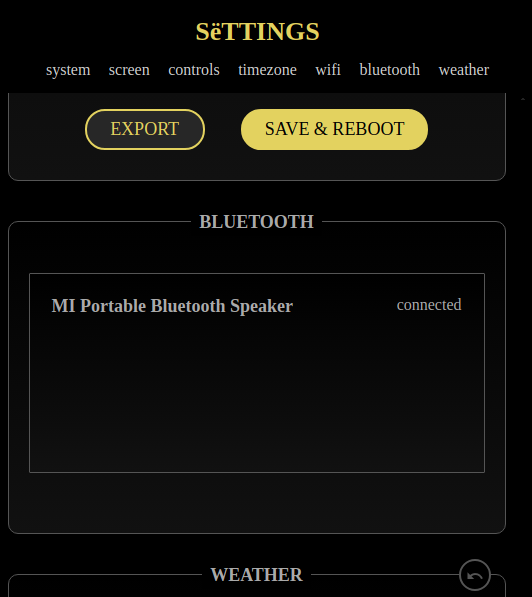 SëTTINGS
system screen controls timezone wifi bluetooth weather
EXPORT SAVE & REBOOT
BLUETOOTH
MI Portable Bluetooth Speaker connected
WEATHER